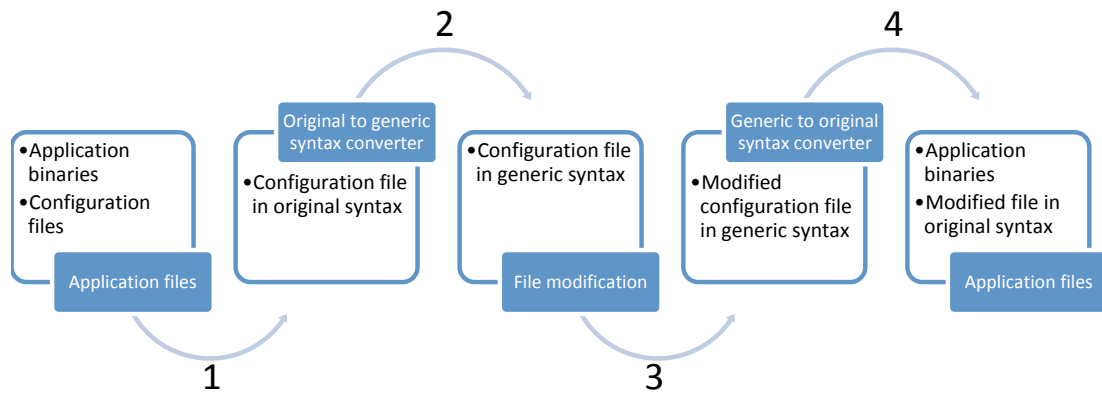 2
4
Original to generic
syntax converter
Generic to original
syntax converter
•Application
binaries
•Configuration
files
•Configuration file
in original syntax
•Configuration file
in generic syntax
•Modified
configuration file
in generic syntax
•Application
binaries
•Modified file in
original syntax
Application files
File modification
Application files
1
3